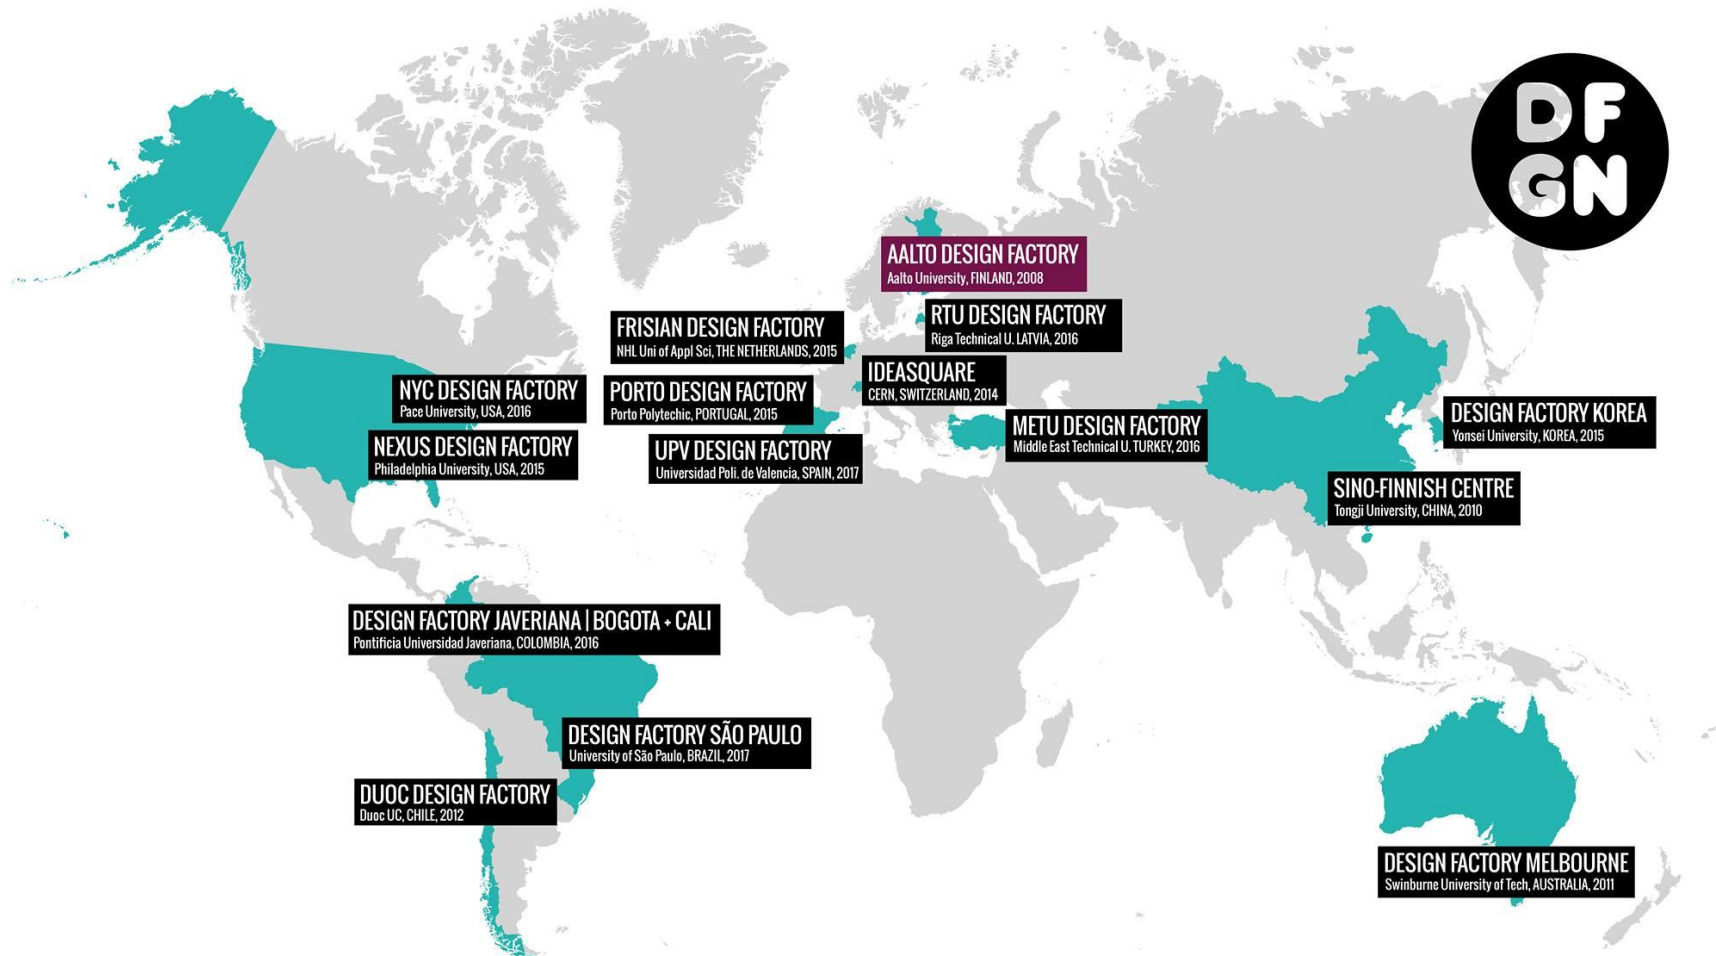 DF
GN
AALTO DESIGN FACTORY
Aalto University, FINLAND, 2008
RTU DESIGN FACTORY
Riga Technical U. LATVIA, 2016
FRISIAN DESIGN FACTORY
NHL Uni of Appl Sci, THE NETHERLANDS, 2015
IDEASQUARE
CERN, SWITZERLAND, 2014
NYC DESIGN FACTORY
Pace University, USA, 2016
PORTO DESIGN FACTORY
Porto Polytechic, PORTUGAL, 2015
METU DESIGN FACTORY
Middle East Technical U. TURKEY, 2016
DESIGN FACTORY KOREA
Yonsei University, KOREA, 2015
NEXUS DESIGN FACTORY
Philadelphia University, USA, 2015
UPV DESIGN FACTORY
Universidad Poli. de Valencia, SPAIN, 2017
SINO-FINNISH CENTRE
Tongji University, CHINA, 2010
DESIGN FACTORY JAVERIANA | BOGOTA + CALI
Pontificia Universidad Javeriana, COLOMBIA, 2016
DESIGN FACTORY SÃO PAULO
University of São Paulo, BRAZIL, 2017
DUOC DESIGN FACTORY
Duoc UC, CHILE, 2012
DESIGN FACTORY MELBOURNE
Swinburne University of Tech, AUSTRALIA, 2011